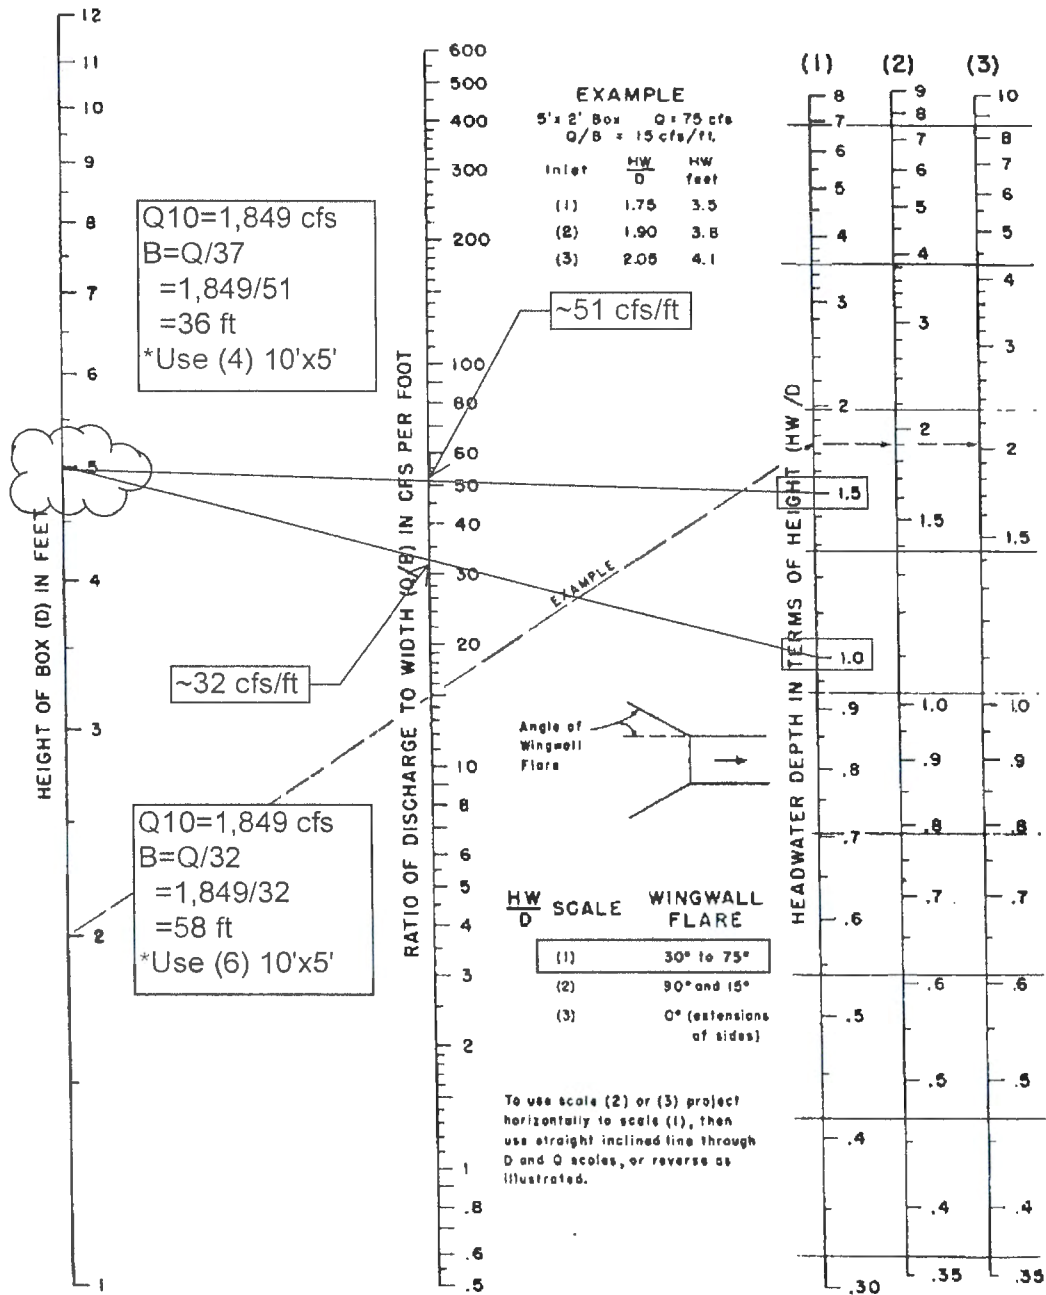 HEIGHT OF BOX (D) IN FEET
12
11
10
9
8
7
6
5
4
3
2
1
Q10=1,849 cfs
B=Q/37
=1,849/51
=36 ft
*Use (4) 10'x5'
~32 cfs/ft
Q10=1,849 cfs
B=Q/32
=1,849/32
=58 ft
*Use (6) 10'x5'
RATIO OF DISCHARGE TO WIDTH (Q/B) IN CFS PER FOOT
600
500
400
300
200
100
80
60
50
40
30
20
10
8
6
5
4
3
2
1
.8
.6
.5
EXAMPLE
5'x 2' Box Q = 75 cfs
Q/B = 15 cfs/ft.
Inlet HW/D HW feet
(1) 1.75 3.5
(2) 1.90 3.8
(3) 2.05 4.1
~51 cfs/ft
EXAMPLE
Angle of
Wingwall
Flare
HW/D SCALE WINGWALL FLARE
(1) 30° to 75°
(2) 90° and 15°
(3) 0° (extensions
of sides)
To use scale (2) or (3) project
horizontally to scale (1), then
use straight inclined line through
D and Q scales, or reverse as
illustrated.
HEADWATER DEPTH IN TERMS OF HEIGHT (HW/D
(1)
8
7
6
5
4
3
2
1.5
1.0
.9
.8
.7
.6
.5
.4
.30
(2)
9
8
7
6
5
4
3
2
1.5
1.0
.9
.8
.7
.6
.5
.4
.35
(3)
10
8
7
6
5
4
3
2
1.5
1.0
.9
.8
.7
.6
.5
.4
.35